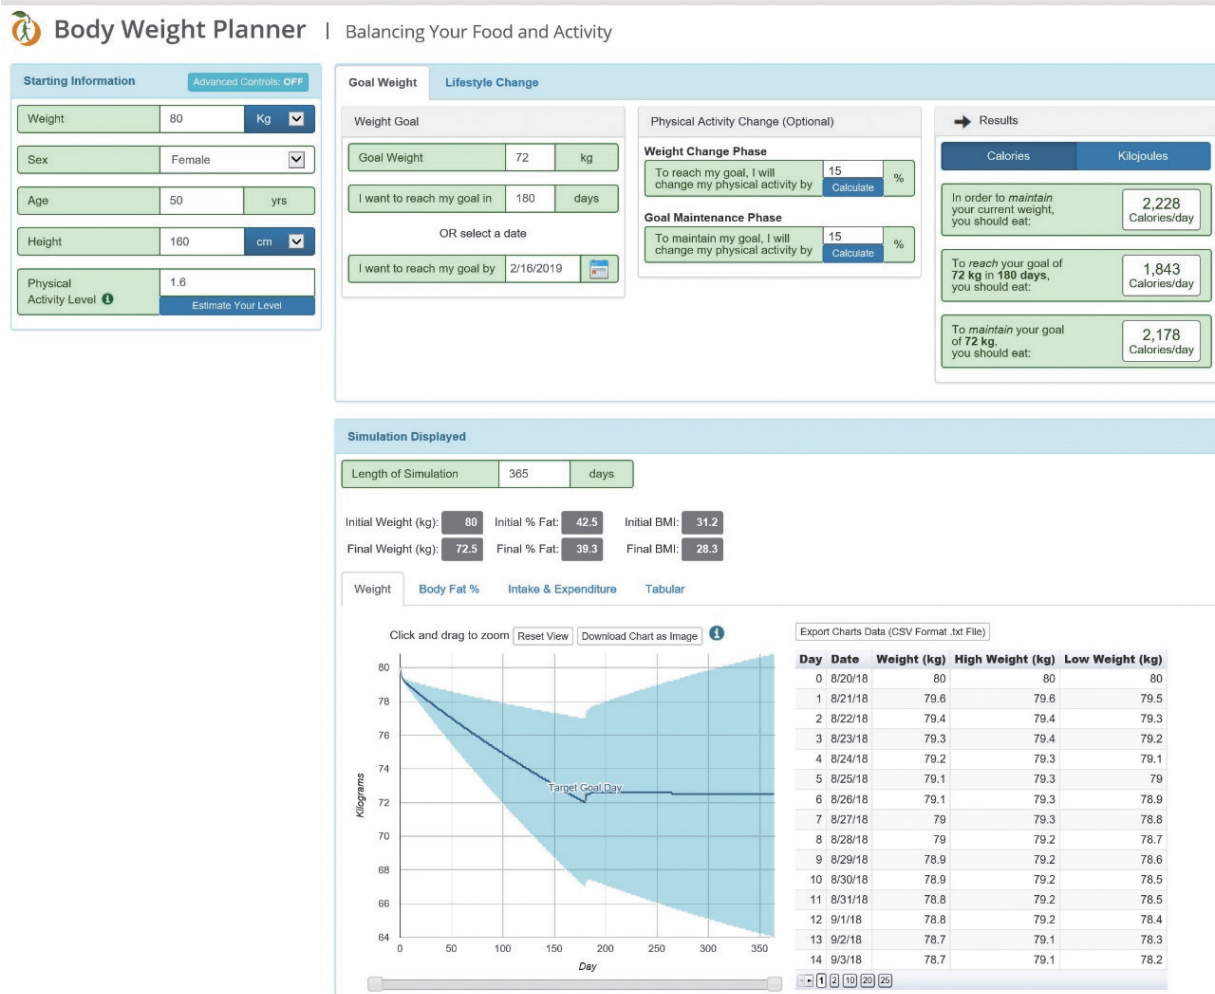 Body Weight Planner | Balancing Your Food and Activity
Starting Information Advanced Controls: OFF
Weight 80 Kg
Sex Female
Age 50 yrs
Height 160 cm
Physical
Activity Level 1.6
Estimate Your Level
Goal Weight Lifestyle Change
Weight Goal
Goal Weight 72 kg
I want to reach my goal in 180 days
OR select a date
I want to reach my goal by 2/16/2019
Physical Activity Change (Optional)
Weight Change Phase
To reach my goal, I will
change my physical activity by
15
Calculate
%
Goal Maintenance Phase
To maintain my goal, I will
change my physical activity by
15
Calculate
%
Results
Calories Kilojoules
In order to maintain
your current weight,
you should eat:
2,228
Calories/day
To reach your goal of
72 kg in 180 days,
you should eat:
1,843
Calories/day
To maintain your goal
of 72 kg,
you should eat:
2,178
Calories/day
Simulation Displayed
Length of Simulation 365 days
Initial Weight (kg): 80 Initial % Fat: 42.5 Initial BMI: 31.2
Final Weight (kg): 72.5 Final % Fat: 39.3 Final BMI: 28.3
Weight Body Fat % Intake & Expenditure Tabular
Click and drag to zoom Reset View Download Chart as Image
80
78
76
74
72
70
68
66
64
Kilograms
Target Goal Day
0 50 100 150 200 250 300 350
Day
Export Charts Data (CSV Format .txt File)
Day Date Weight (kg) High Weight (kg) Low Weight (kg)
0 8/20/18 80 80 80
1 8/21/18 79.6 79.6 79.5
2 8/22/18 79.4 79.4 79.3
3 8/23/18 79.3 79.4 79.2
4 8/24/18 79.2 79.3 79.1
5 8/25/18 79.1 79.3 79
6 8/26/18 79.1 79.3 78.9
7 8/27/18 79 79.3 78.8
8 8/28/18 79 79.2 78.7
9 8/29/18 78.9 79.2 78.6
10 8/30/18 78.9 79.2 78.5
11 8/31/18 78.8 79.2 78.5
12 9/1/18 78.8 79.2 78.4
13 9/2/18 78.7 79.1 78.3
14 9/3/18 78.7 79.1 78.2
1 2 10 20 25